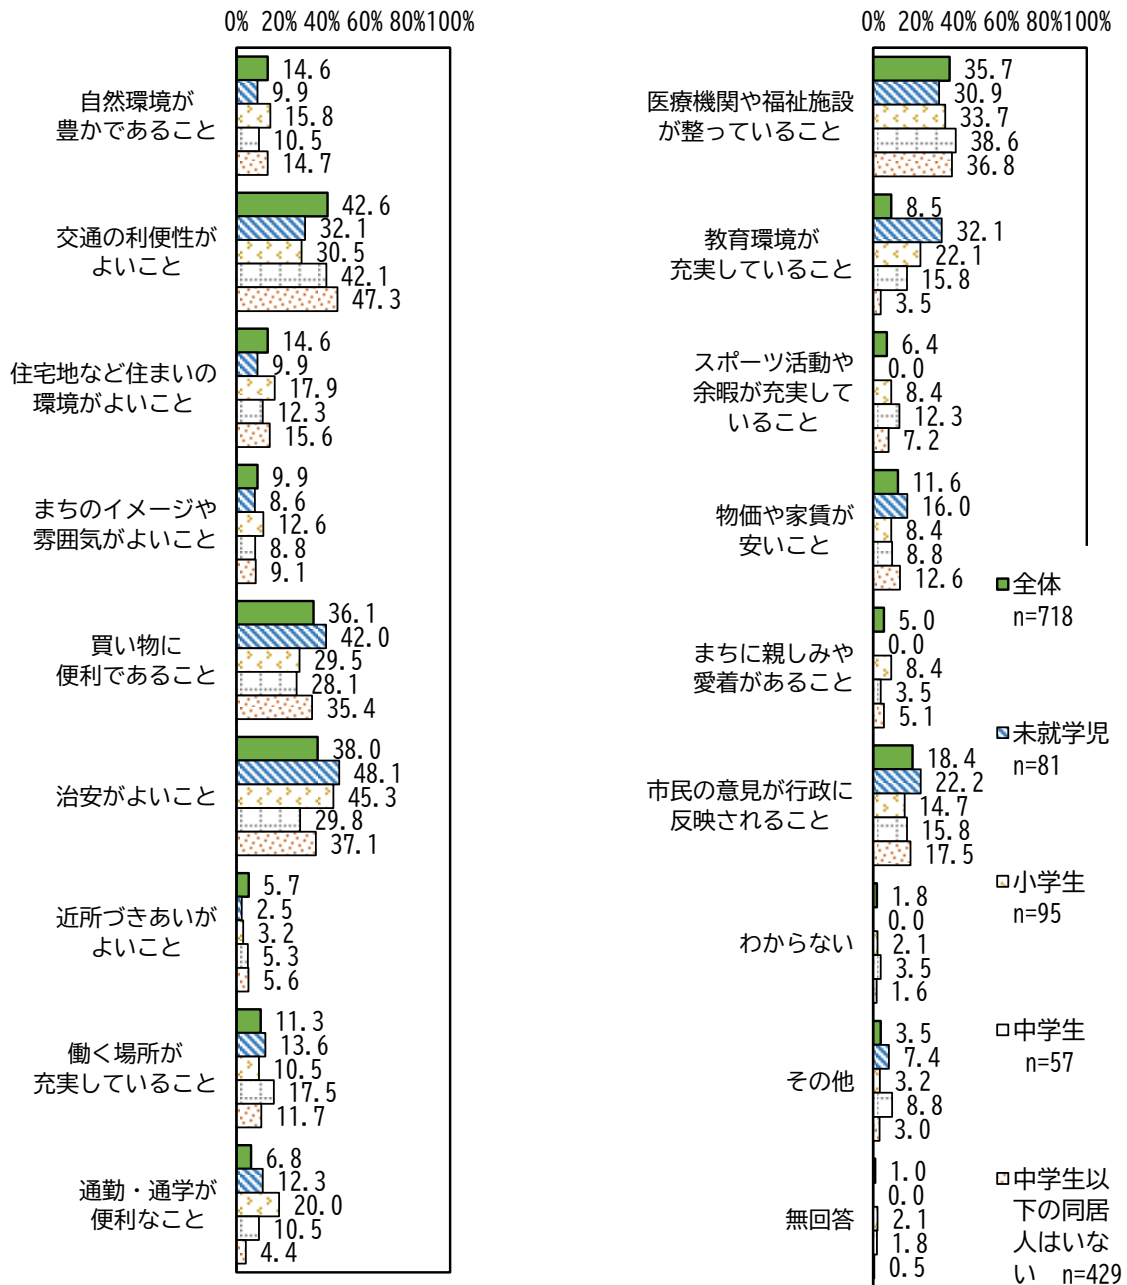 0% 20% 40% 60% 80%100%
自然環境が
豊かであること
14.6
9.9
15.8
10.5
14.7
交通の利便性が
よいこと
42.6
32.1
30.5
42.1
47.3
住宅地など住まいの
環境がよいこと
14.6
9.9
17.9
12.3
15.6
まちのイメージや
雰囲気がよいこと
9.9
8.6
12.6
8.8
9.1
買い物に
便利であること
36.1
42.0
29.5
28.1
35.4
治安がよいこと
38.0
48.1
45.3
29.8
37.1
近所づきあいが
よいこと
5.7
2.5
3.2
5.3
5.6
働く場所が
充実していること
11.3
13.6
10.5
17.5
11.7
通勤・通学が
便利なこと
6.8
12.3
20.0
10.5
4.4
0% 20% 40% 60% 80%100%
医療機関や福祉施設
が整っていること
35.7
30.9
33.7
38.6
36.8
教育環境が
充実していること
8.5
32.1
22.1
15.8
3.5
スポーツ活動や
余暇が充実して
いること
6.4
0.0
8.4
12.3
7.2
物価や家賃が
安いこと
11.6
16.0
8.4
8.8
12.6
まちに親しみや
愛着があること
5.0
0.0
8.4
3.5
5.1
市民の意見が行政に
反映されること
18.4
22.2
14.7
15.8
17.5
わからない
1.8
0.0
2.1
3.5
1.6
その他
3.5
7.4
3.2
8.8
3.0
無回答
1.0
0.0
2.1
1.8
0.5
全体
n=718
未就学児
n=81
小学生
n=95
中学生
n=57
中学生以
下の同居
人はいな
い n=429